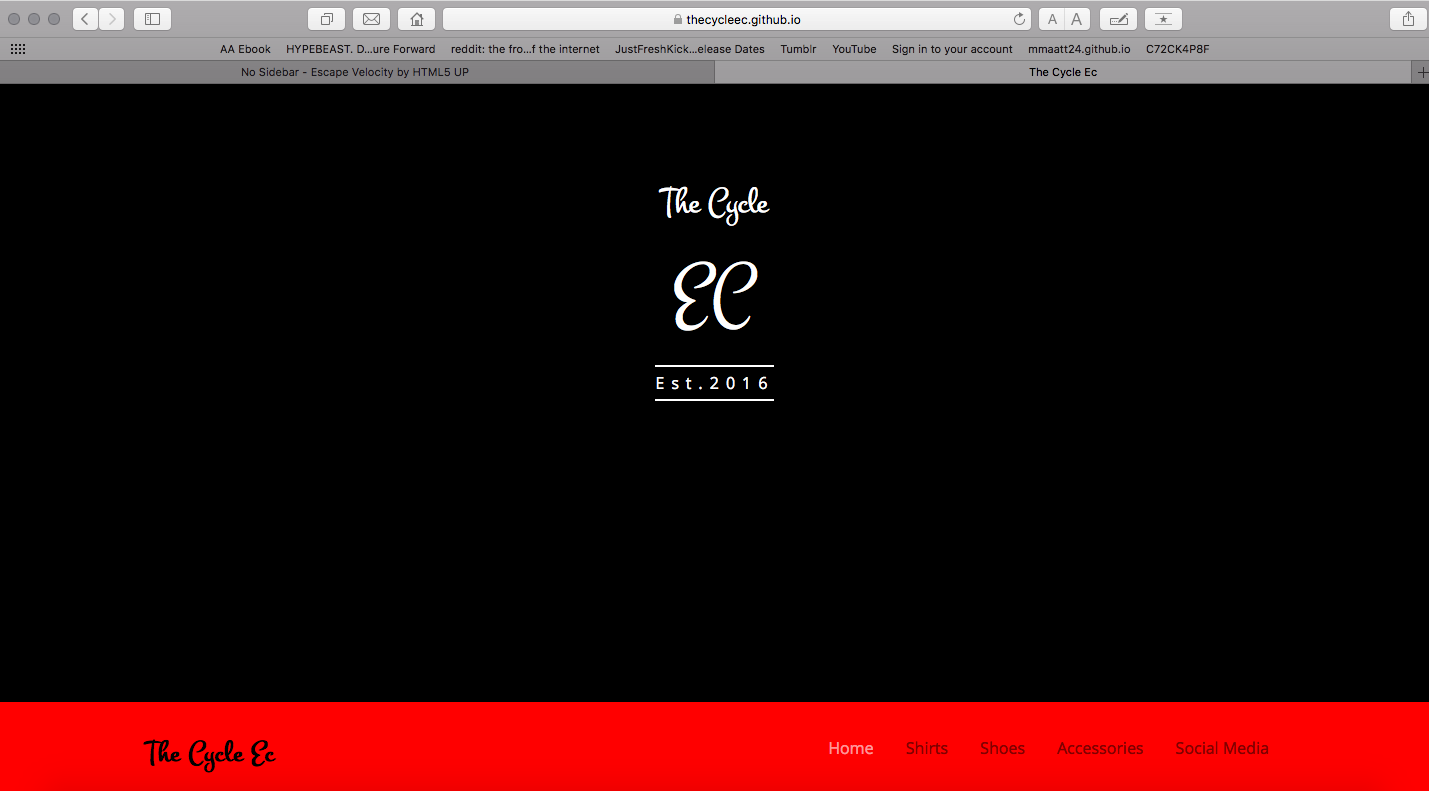 thecycleec.github.io
A A
AA Ebook HYPEBEAST. D...ure Forward reddit: the fro...f the internet JustFreshKick...elease Dates Tumblr YouTube Sign in to your account mmaatt24.github.io C72CK4P8F
No Sidebar - Escape Velocity by HTML5 UP The Cycle Ec
The Cycle
EC
Est.2016
The Cycle Ec Home Shirts Shoes Accessories Social Media